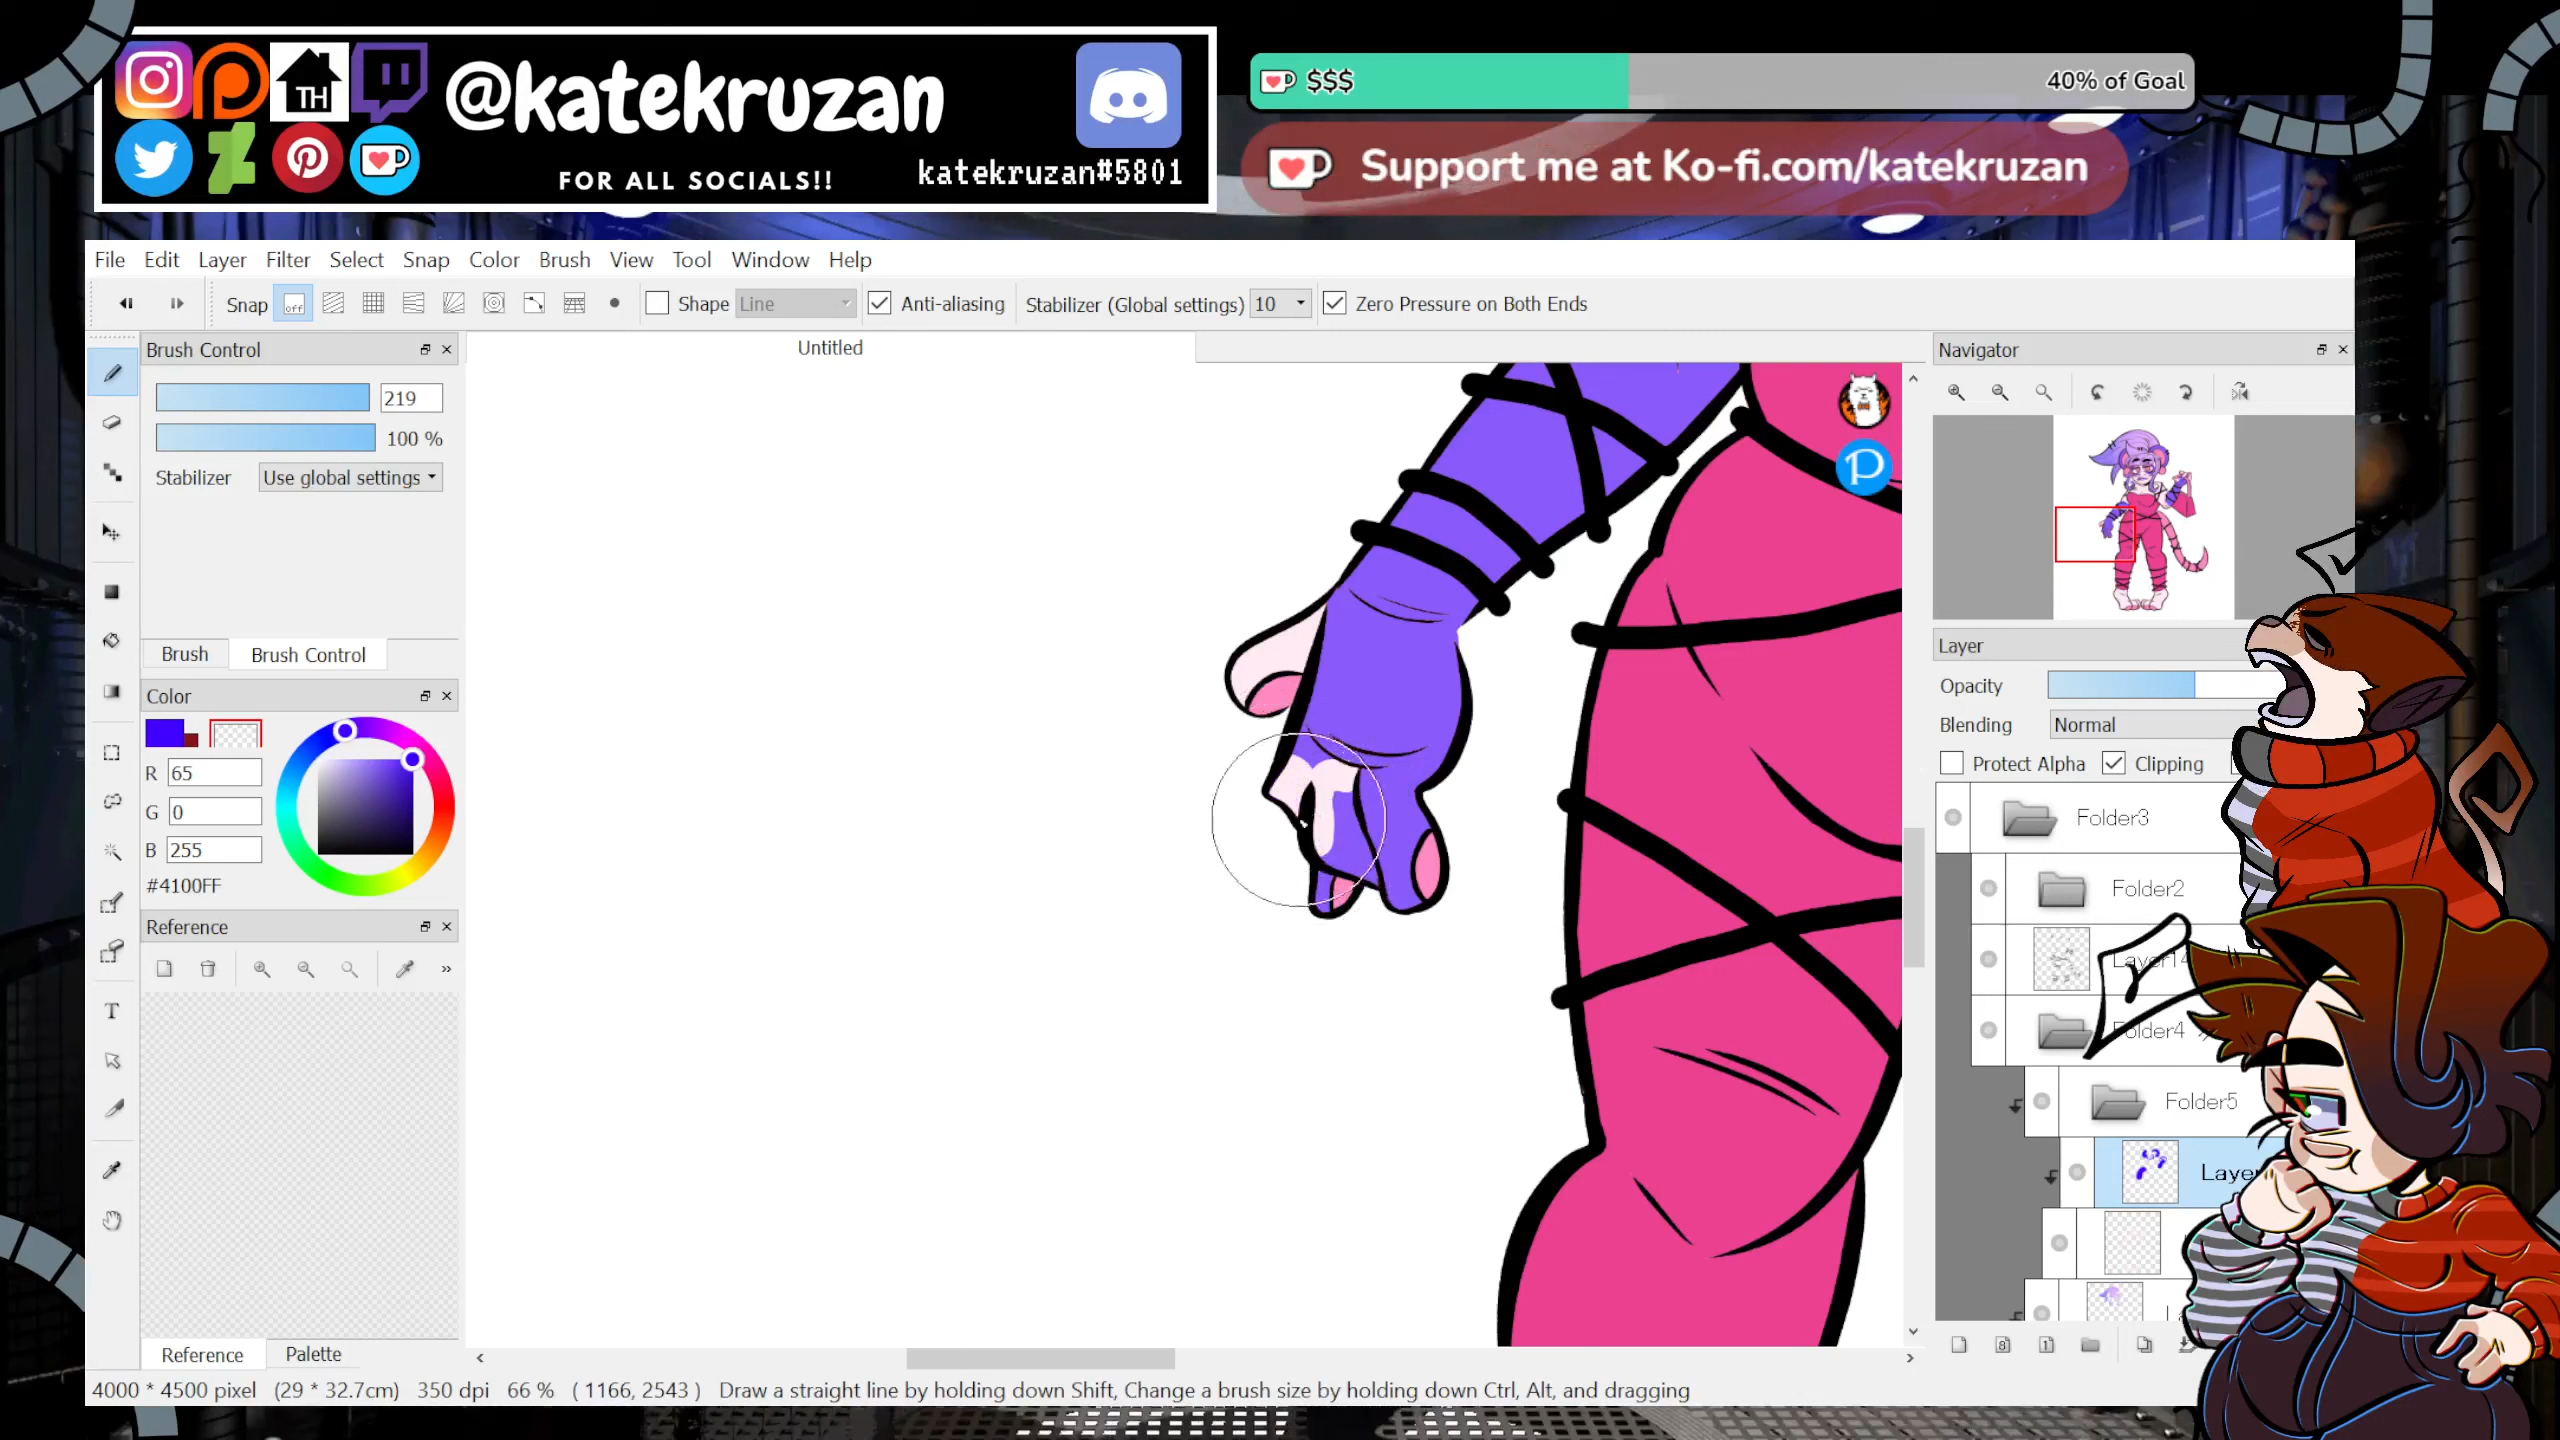 TH
@katekruzan
FOR ALL SOCIALS!!
katekruzan#5801
$$$
40% of Goal
Support me at Ko-fi.com/katekruzan
File Edit Layer Filter Select Snap Color Brush View Tool Window Help
Snap off Shape Line Anti-aliasing Stabilizer (Global settings) 10 Zero Pressure on Both Ends
Brush Control
Untitled
Navigator
219
100 %
Stabilizer Use global settings
Brush Brush Control
Color
R 65
G 0
B 255
#4100FF
Reference
T
Reference Palette
P
Layer
Opacity
Blending Normal
Protect Alpha Clipping
Folder3
Folder2
Layer14
Folder4
Folder5
4000 * 4500 pixel (29 * 32.7cm) 350 dpi 66 % ( 1166, 2543 ) Draw a straight line by holding down Shift, Change a brush size by holding down Ctrl, Alt, and dragging